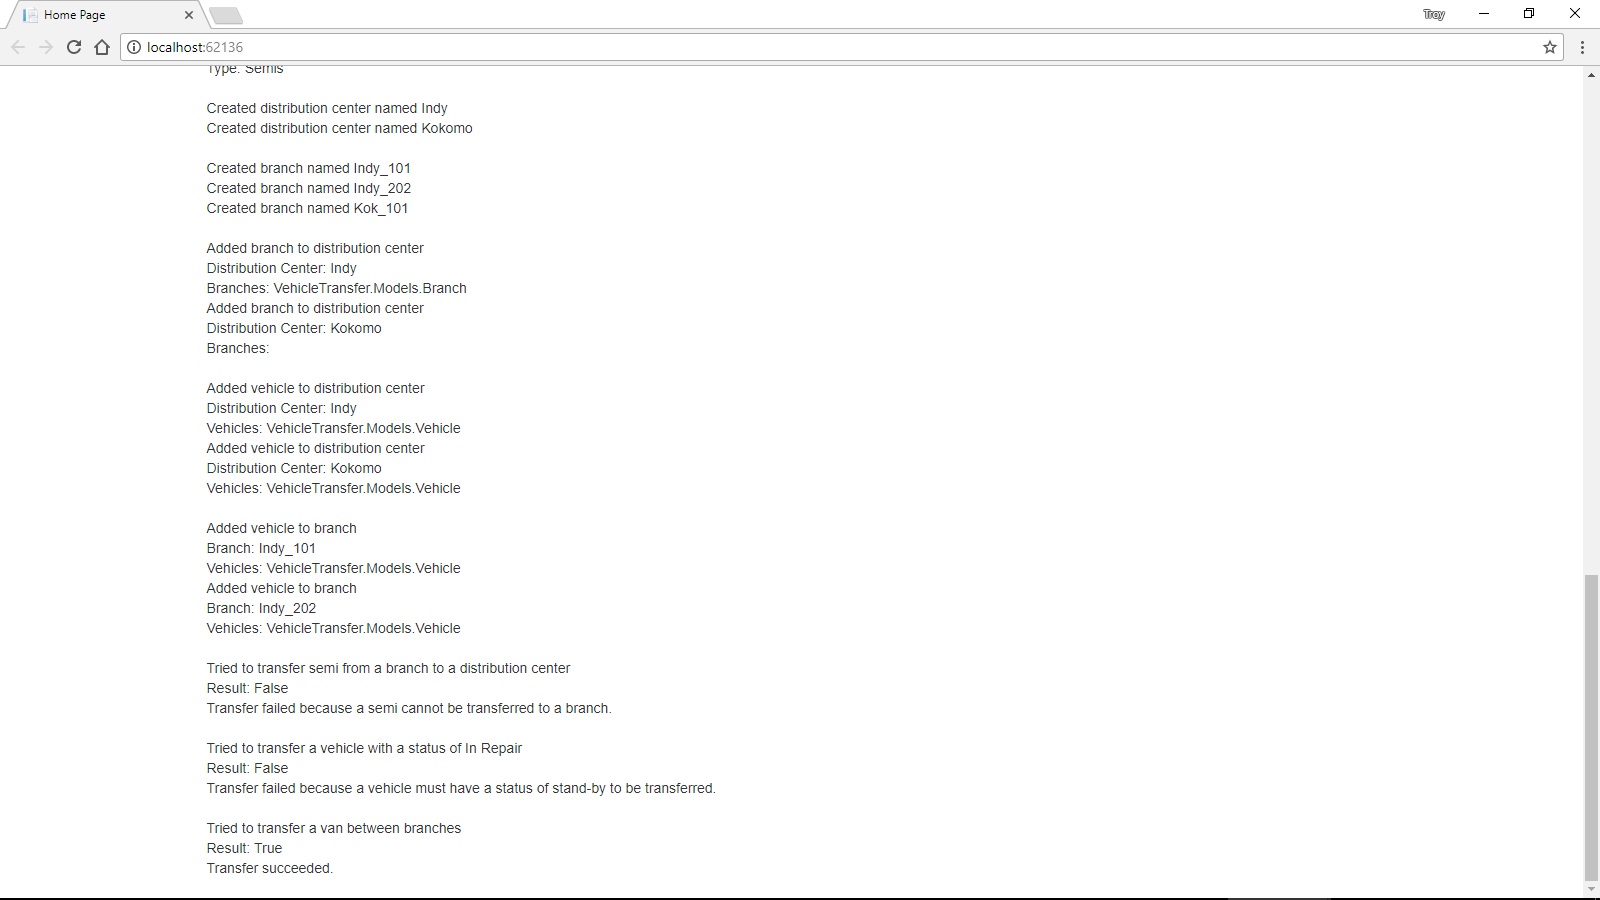 Home Page
Troy
localhost:62136
Type: Semis
Created distribution center named Indy
Created distribution center named Kokomo
Created branch named Indy_101
Created branch named Indy_202
Created branch named Kok_101
Added branch to distribution center
Distribution Center: Indy
Branches: VehicleTransfer.Models.Branch
Added branch to distribution center
Distribution Center: Kokomo
Branches:
Added vehicle to distribution center
Distribution Center: Indy
Vehicles: VehicleTransfer.Models.Vehicle
Added vehicle to distribution center
Distribution Center: Kokomo
Vehicles: VehicleTransfer.Models.Vehicle
Added vehicle to branch
Branch: Indy_101
Vehicles: VehicleTransfer.Models.Vehicle
Added vehicle to branch
Branch: Indy_202
Vehicles: VehicleTransfer.Models.Vehicle
Tried to transfer semi from a branch to a distribution center
Result: False
Transfer failed because a semi cannot be transferred to a branch.
Tried to transfer a vehicle with a status of In Repair
Result: False
Transfer failed because a vehicle must have a status of stand-by to be transferred.
Tried to transfer a van between branches
Result: True
Transfer succeeded.